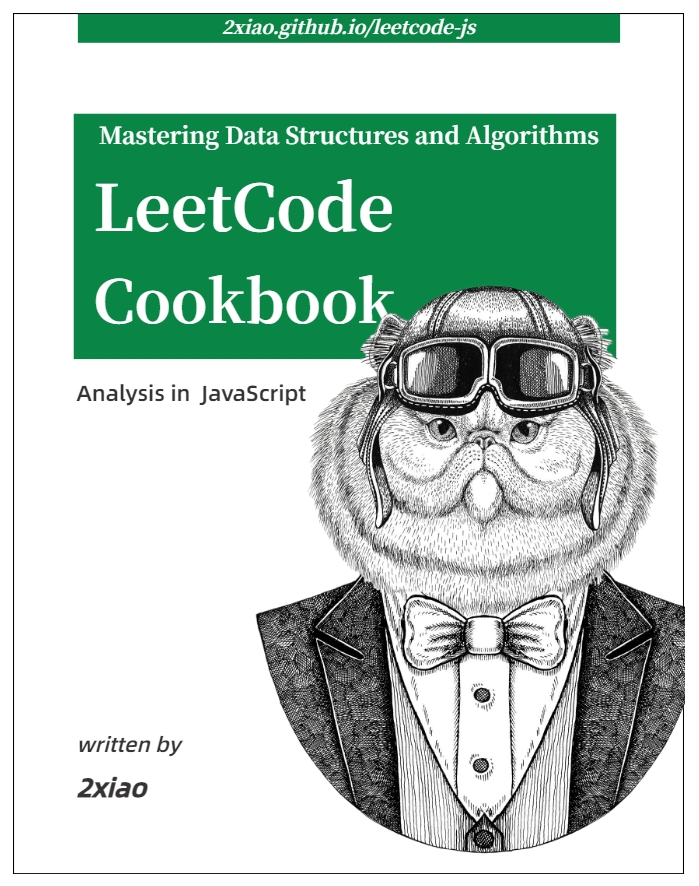 2xiao.github.io/leetcode-js
Mastering Data Structures and Algorithms
LeetCode
Cookbook
Analysis in JavaScript
written by
2xiao